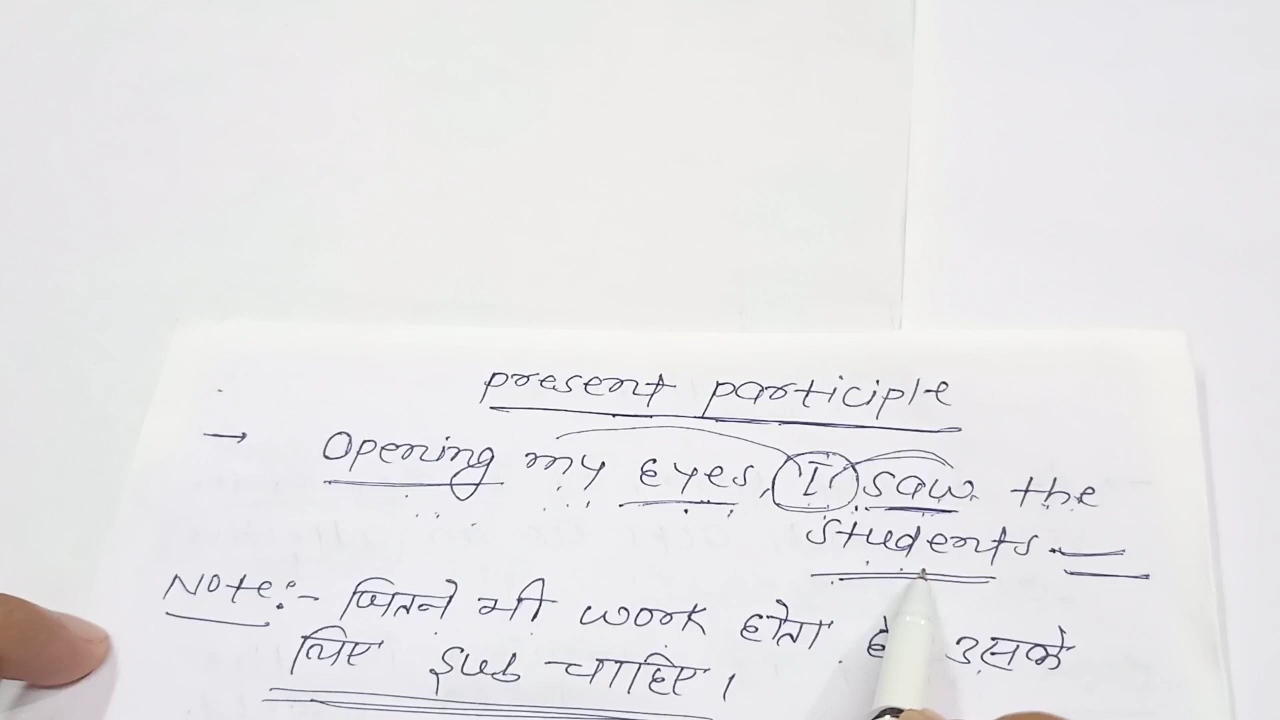 present participle
→ Opening my Eyes, I saw the
students.
Note:- जितने भी work होता है उसके
लिए sub चाहिए।